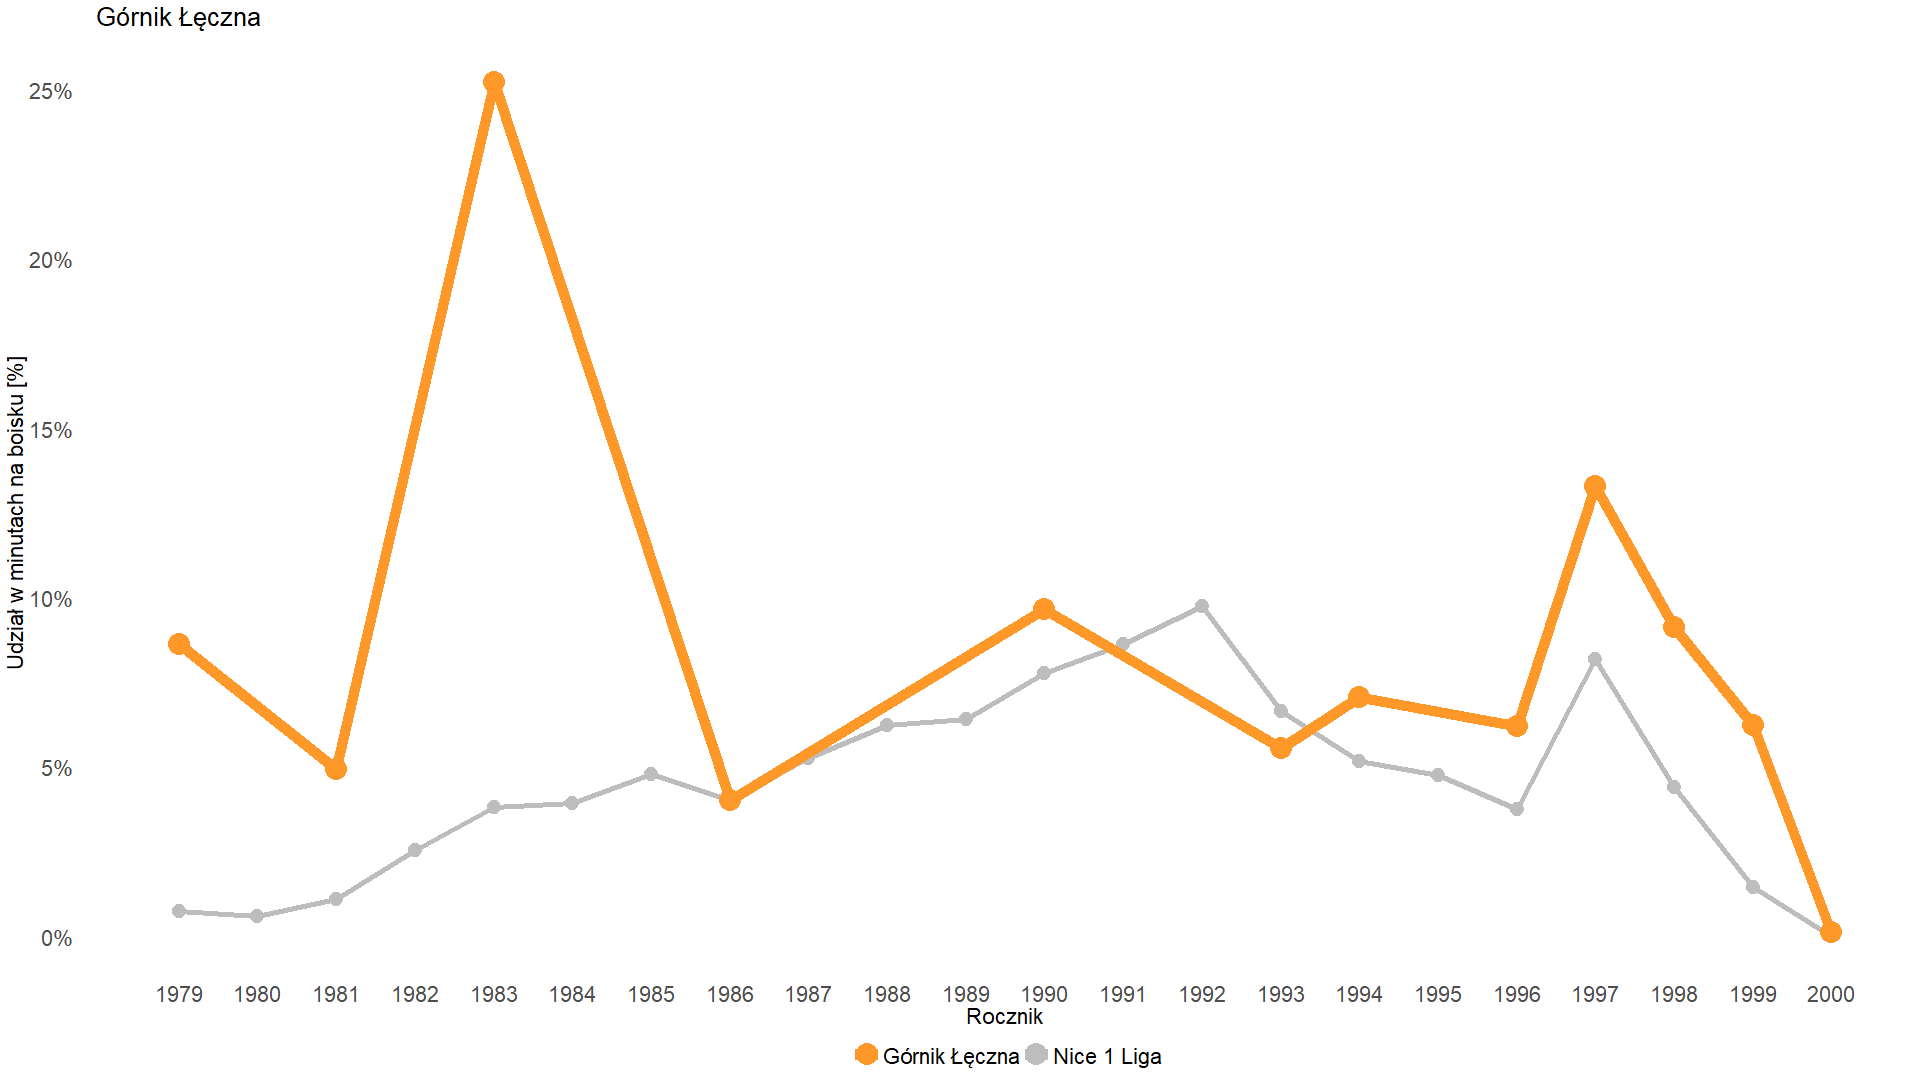 Górnik Łęczna
25%
20%
15%
10%
5%
0%
Udział w minutach na boisku [%]
1979 1980 1981 1982 1983 1984 1985 1986 1987 1988 1989 1990 1991 1992 1993 1994 1995 1996 1997 1998 1999 2000
Rocznik
Górnik Łęczna Nice 1 Liga